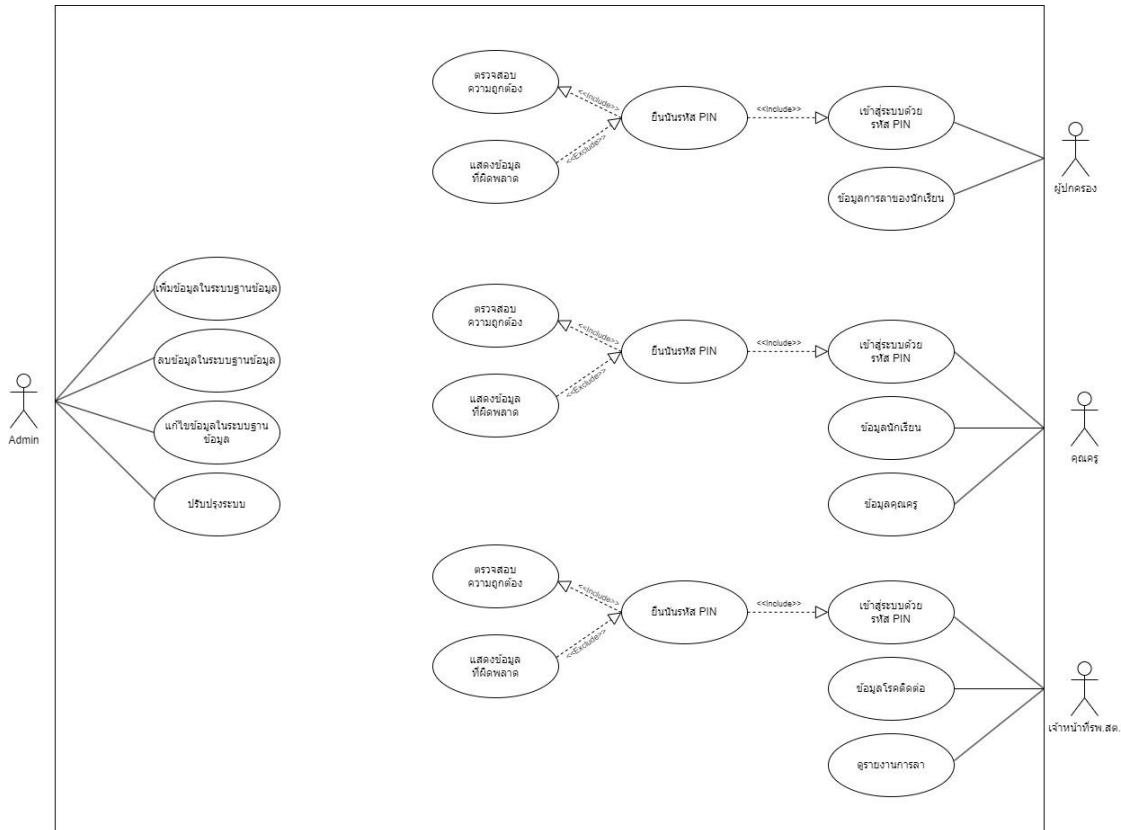 ตรวจสอบ
ความถูกต้อง
<<Include>>
ยืนนันรหัส PIN
<<Include>>
เข้าสู่ระบบด้วย
รหัส PIN
แสดงข้อมูล
ที่ผิดพลาด
<<Exclude>>
ข้อมูลการลาของนักเรียน
ผู้ปกครอง
เพิ่มข้อมูลในระบบฐานข้อมูล
ลบข้อมูลในระบบฐานข้อมูล
แก้ไขข้อมูลในระบบฐาน
ข้อมูล
ปรับปรุงระบบ
Admin
ตรวจสอบ
ความถูกต้อง
<<Include>>
ยืนนันรหัส PIN
<<Include>>
เข้าสู่ระบบด้วย
รหัส PIN
แสดงข้อมูล
ที่ผิดพลาด
<<Exclude>>
ข้อมูลนักเรียน
ข้อมูลคุณครู
คุณครู
ตรวจสอบ
ความถูกต้อง
<<Include>>
ยืนนันรหัส PIN
<<Include>>
เข้าสู่ระบบด้วย
รหัส PIN
แสดงข้อมูล
ที่ผิดพลาด
<<Exclude>>
ข้อมูลโรคติดต่อ
ดูรายงานการลา
เจ้าหน้าที่รพ.สต.